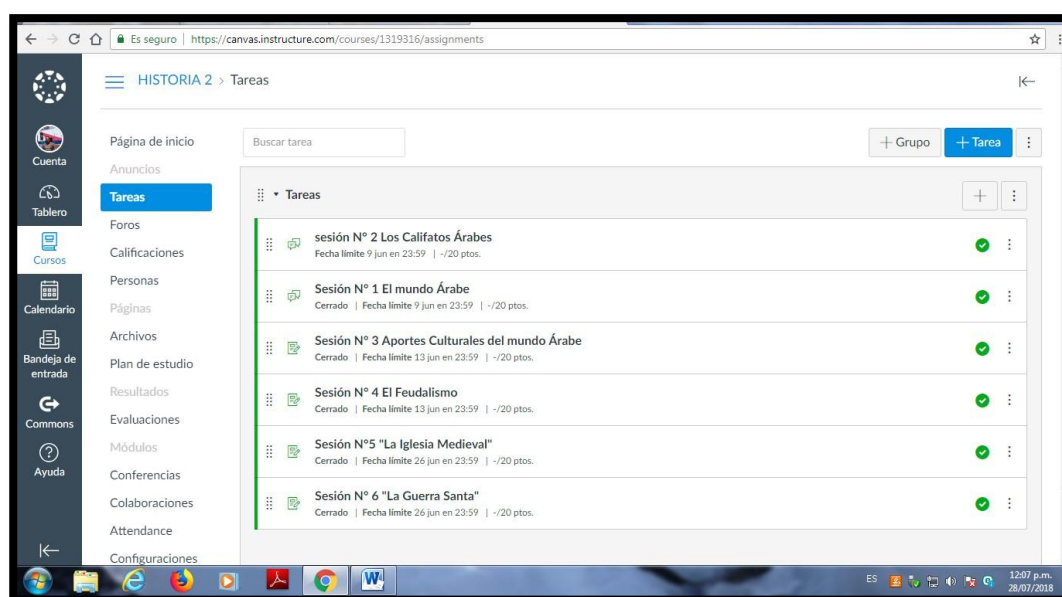 Es seguro | https://canvas.instructure.com/courses/1319316/assignments
HISTORIA 2 > Tareas
Cuenta
Tablero
Cursos
Calendario
Bandeja de
entrada
Commons
Ayuda
Página de inicio
Anuncios
Tareas
Foros
Calificaciones
Personas
Páginas
Archivos
Plan de estudio
Resultados
Evaluaciones
Módulos
Conferencias
Colaboraciones
Attendance
Configuraciones
Buscar tarea
+ Grupo
+ Tarea
Tareas
sesión N° 2 Los Califatos Árabes
Fecha límite 9 jun en 23:59 | -/20 ptos.
Sesión N° 1 El mundo Árabe
Cerrado | Fecha límite 9 jun en 23:59 | -/20 ptos.
Sesión N° 3 Aportes Culturales del mundo Árabe
Cerrado | Fecha límite 13 jun en 23:59 | -/20 ptos.
Sesión N° 4 El Feudalismo
Cerrado | Fecha límite 13 jun en 23:59 | -/20 ptos.
Sesión N°5 "La Iglesia Medieval"
Cerrado | Fecha límite 26 jun en 23:59 | -/20 ptos.
Sesión N° 6 "La Guerra Santa"
Cerrado | Fecha límite 26 jun en 23:59 | -/20 ptos.
ES
12:07 p.m.
28/07/2018